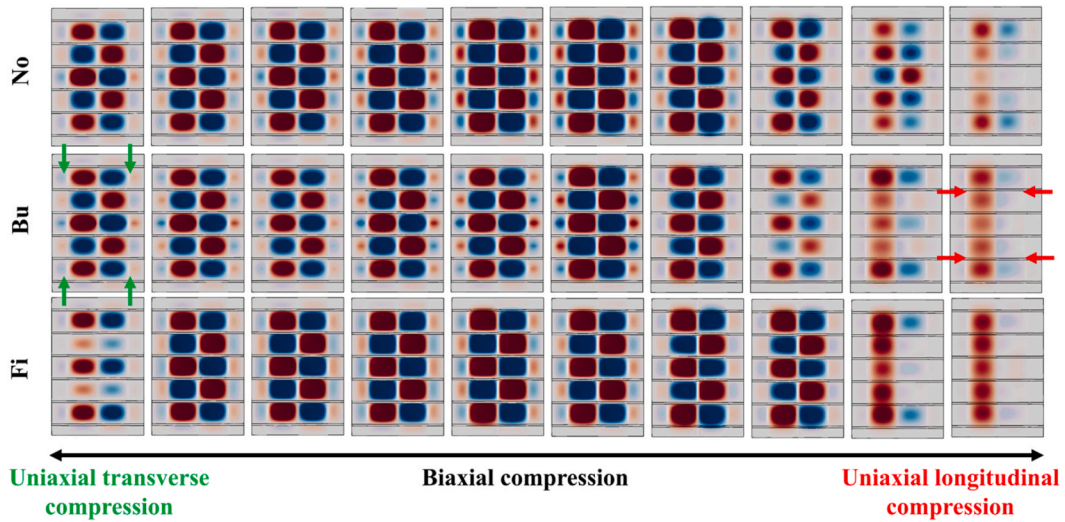 No
Bu
Fi
Uniaxial transverse
compression
Biaxial compression
Uniaxial longitudinal
compression